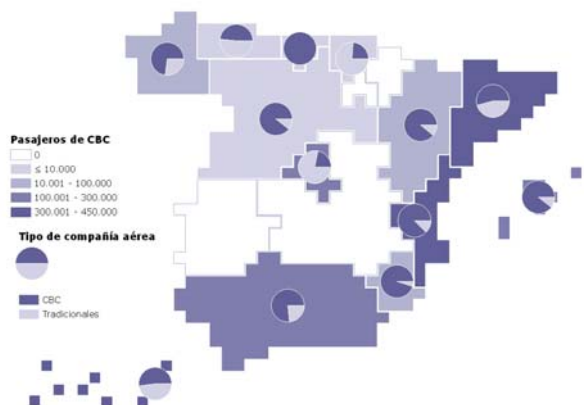 Pasajeros de CBC
0
≤ 10.000
10.001 - 100.000
100.001 - 300.000
300.001 - 450.000
Tipo de compañía aérea
CBC
Tradicionales